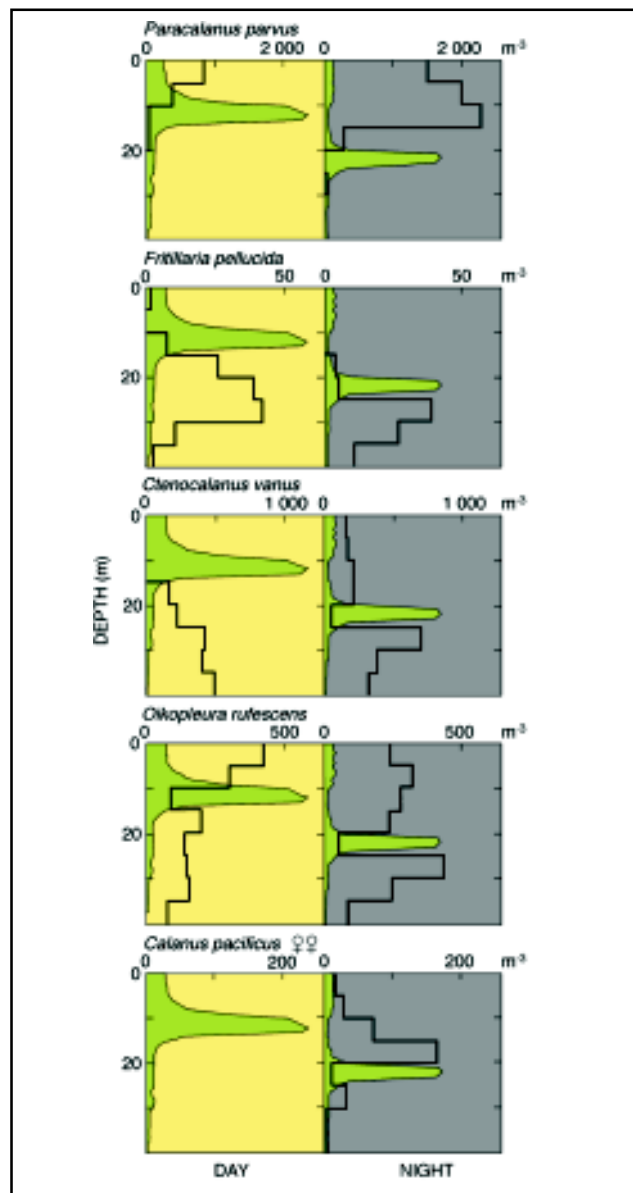 Paracalanus parvus
0 2 000 0 2 000 m-3
0
20
Fritillaria pellucida
0 50 0 50 m-3
0
20
Ctenocalanus vanus
0 1 000 0 1 000 m-3
0
20
DEPTH (m)
Oikopleura rufescens
0 500 0 500 m-3
0
20
Calanus pacificus ♀♀
0 200 0 200 m-3
0
20
DAY NIGHT